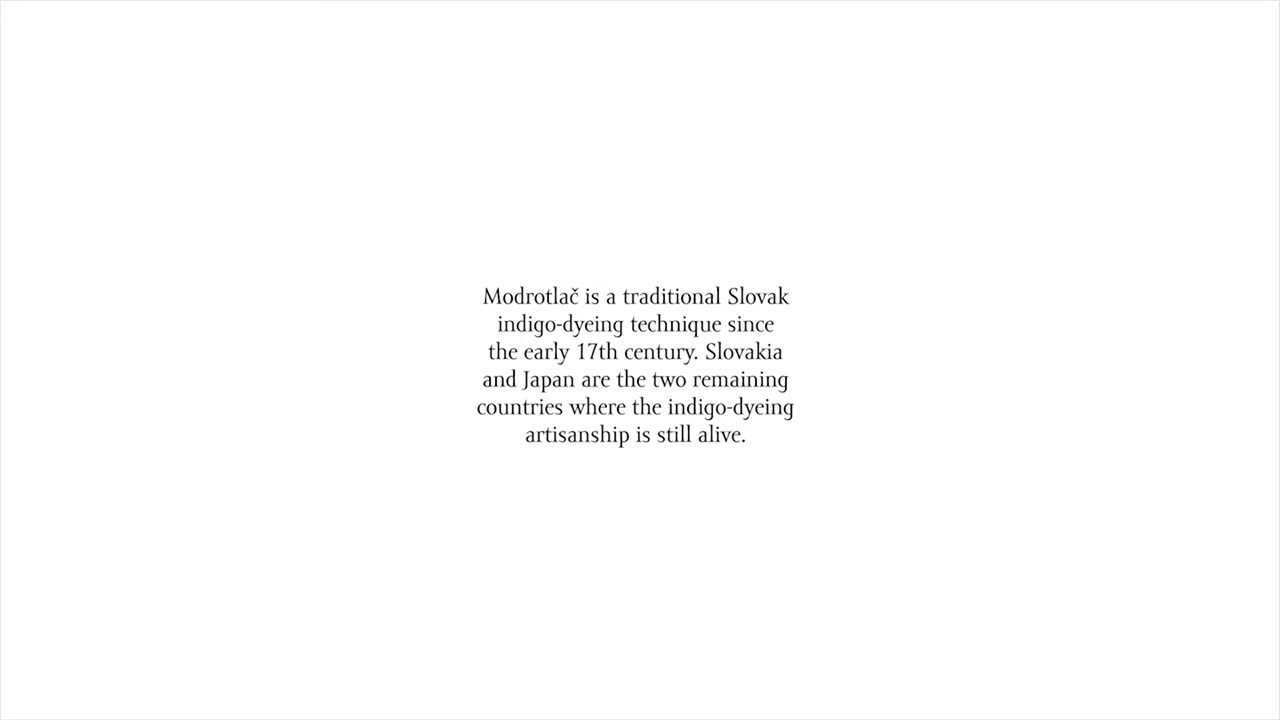 Modrotlač is a traditional Slovak
indigo-dyeing technique since
the early 17th century. Slovakia
and Japan are the two remaining
countries where the indigo-dyeing
artisanship is still alive.